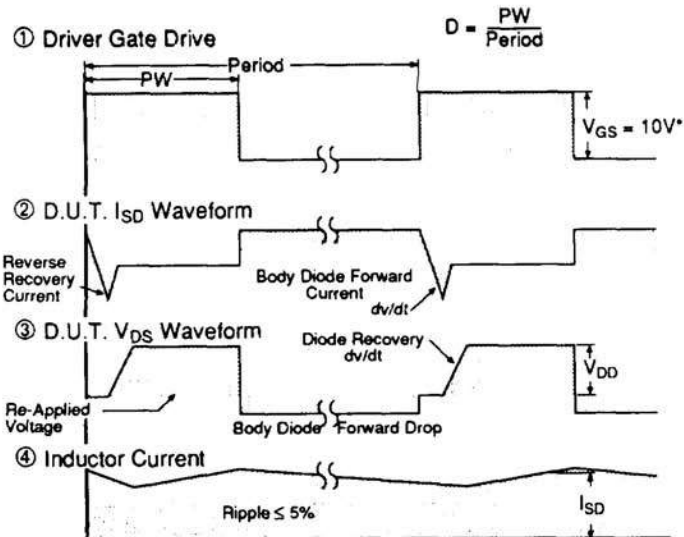 ① Driver Gate Drive
D = PW
Period
Period
PW
V_GS = 10V*
② D.U.T. I_SD Waveform
Reverse
Recovery
Current
Body Diode Forward
Current
dv/dt
③ D.U.T. V_DS Waveform
Diode Recovery
dv/dt
V_DD
Re-Applied
Voltage
Body Diode Forward Drop
④ Inductor Current
Ripple ≤ 5%
I_SD